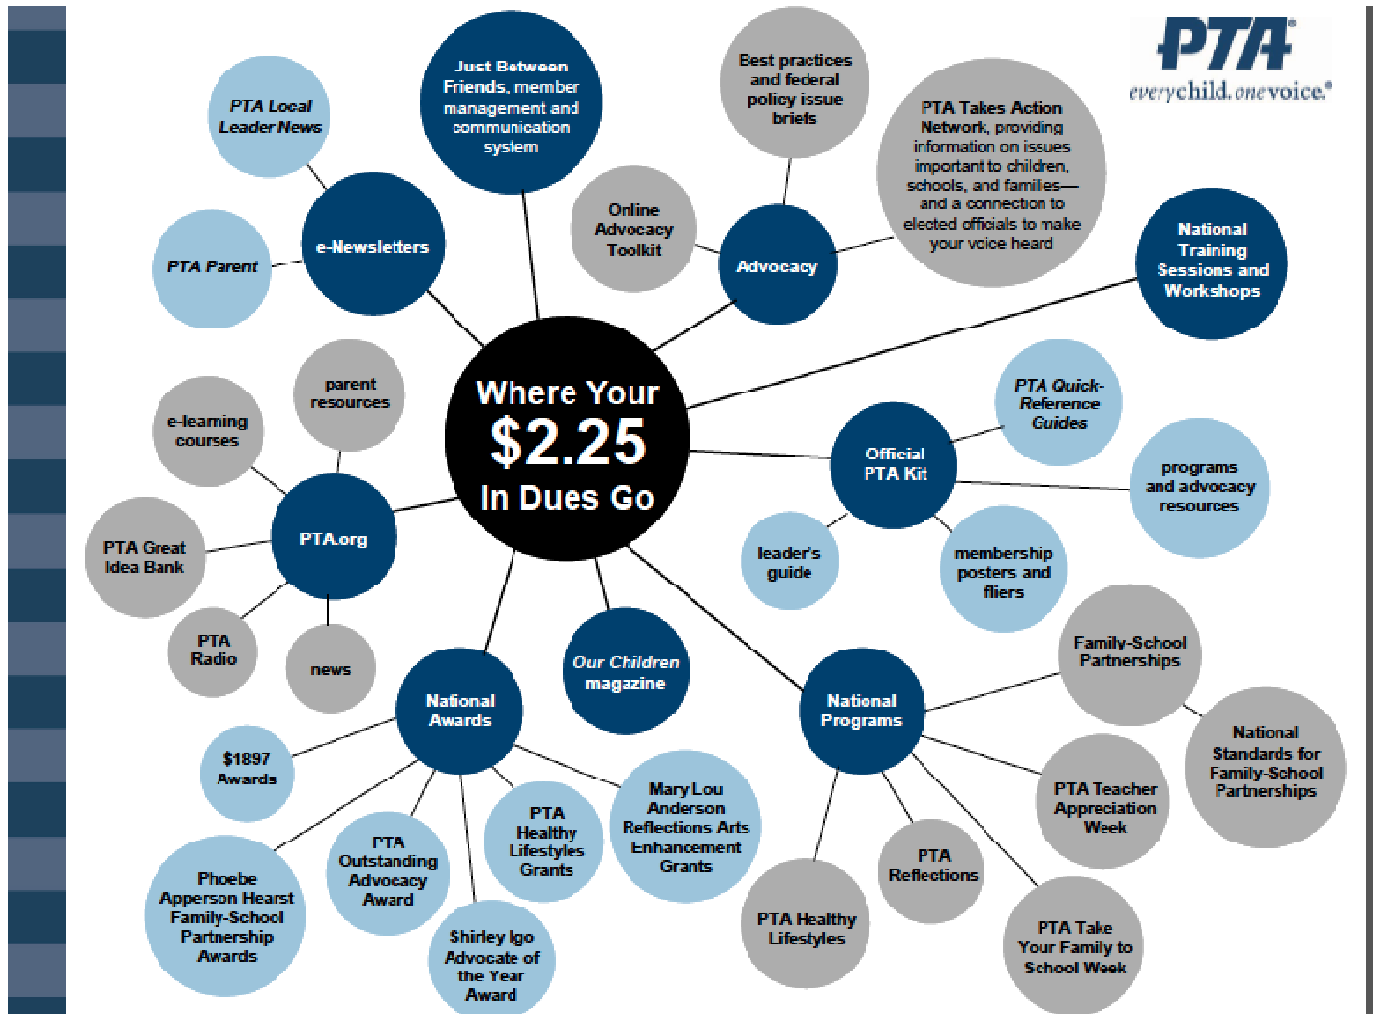 PTA®
everychild.onevoice.®
Just Between
Friends, member
management and
communication
system
PTA Local
Leader News
PTA Parent
e-Newsletters
Best practices
and federal
policy issue
briefs
PTA Takes Action
Network, providing
information on issues
important to children,
schools, and families—
and a connection to
elected officials to make
your voice heard
Online
Advocacy
Toolkit
Advocacy
National
Training
Sessions and
Workshops
Where Your
$2.25
In Dues Go
parent
resources
e-learning
courses
PTA.org
PTA Great
Idea Bank
PTA
Radio
news
Official
PTA Kit
PTA Quick-
Reference
Guides
programs
and advocacy
resources
leader's
guide
membership
posters and
fliers
Our Children
magazine
National
Awards
$1897
Awards
Phoebe
Apperson Hearst
Family-School
Partnership
Awards
PTA
Outstanding
Advocacy
Award
Shirley Igo
Advocate of
the Year
Award
PTA
Healthy
Lifestyles
Grants
Mary Lou
Anderson
Reflections Arts
Enhancement
Grants
National
Programs
Family-School
Partnerships
National
Standards for
Family-School
Partnerships
PTA Teacher
Appreciation
Week
PTA Take
Your Family to
School Week
PTA
Reflections
PTA Healthy
Lifestyles